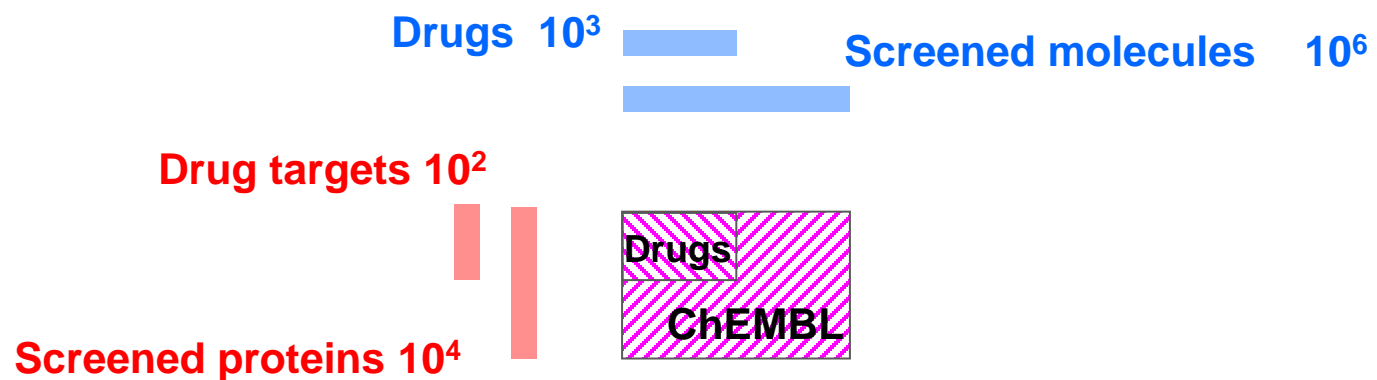 Drugs 10³
Screened molecules 10⁶
Drug targets 10²
Drugs
ChEMBL
Screened proteins 10⁴